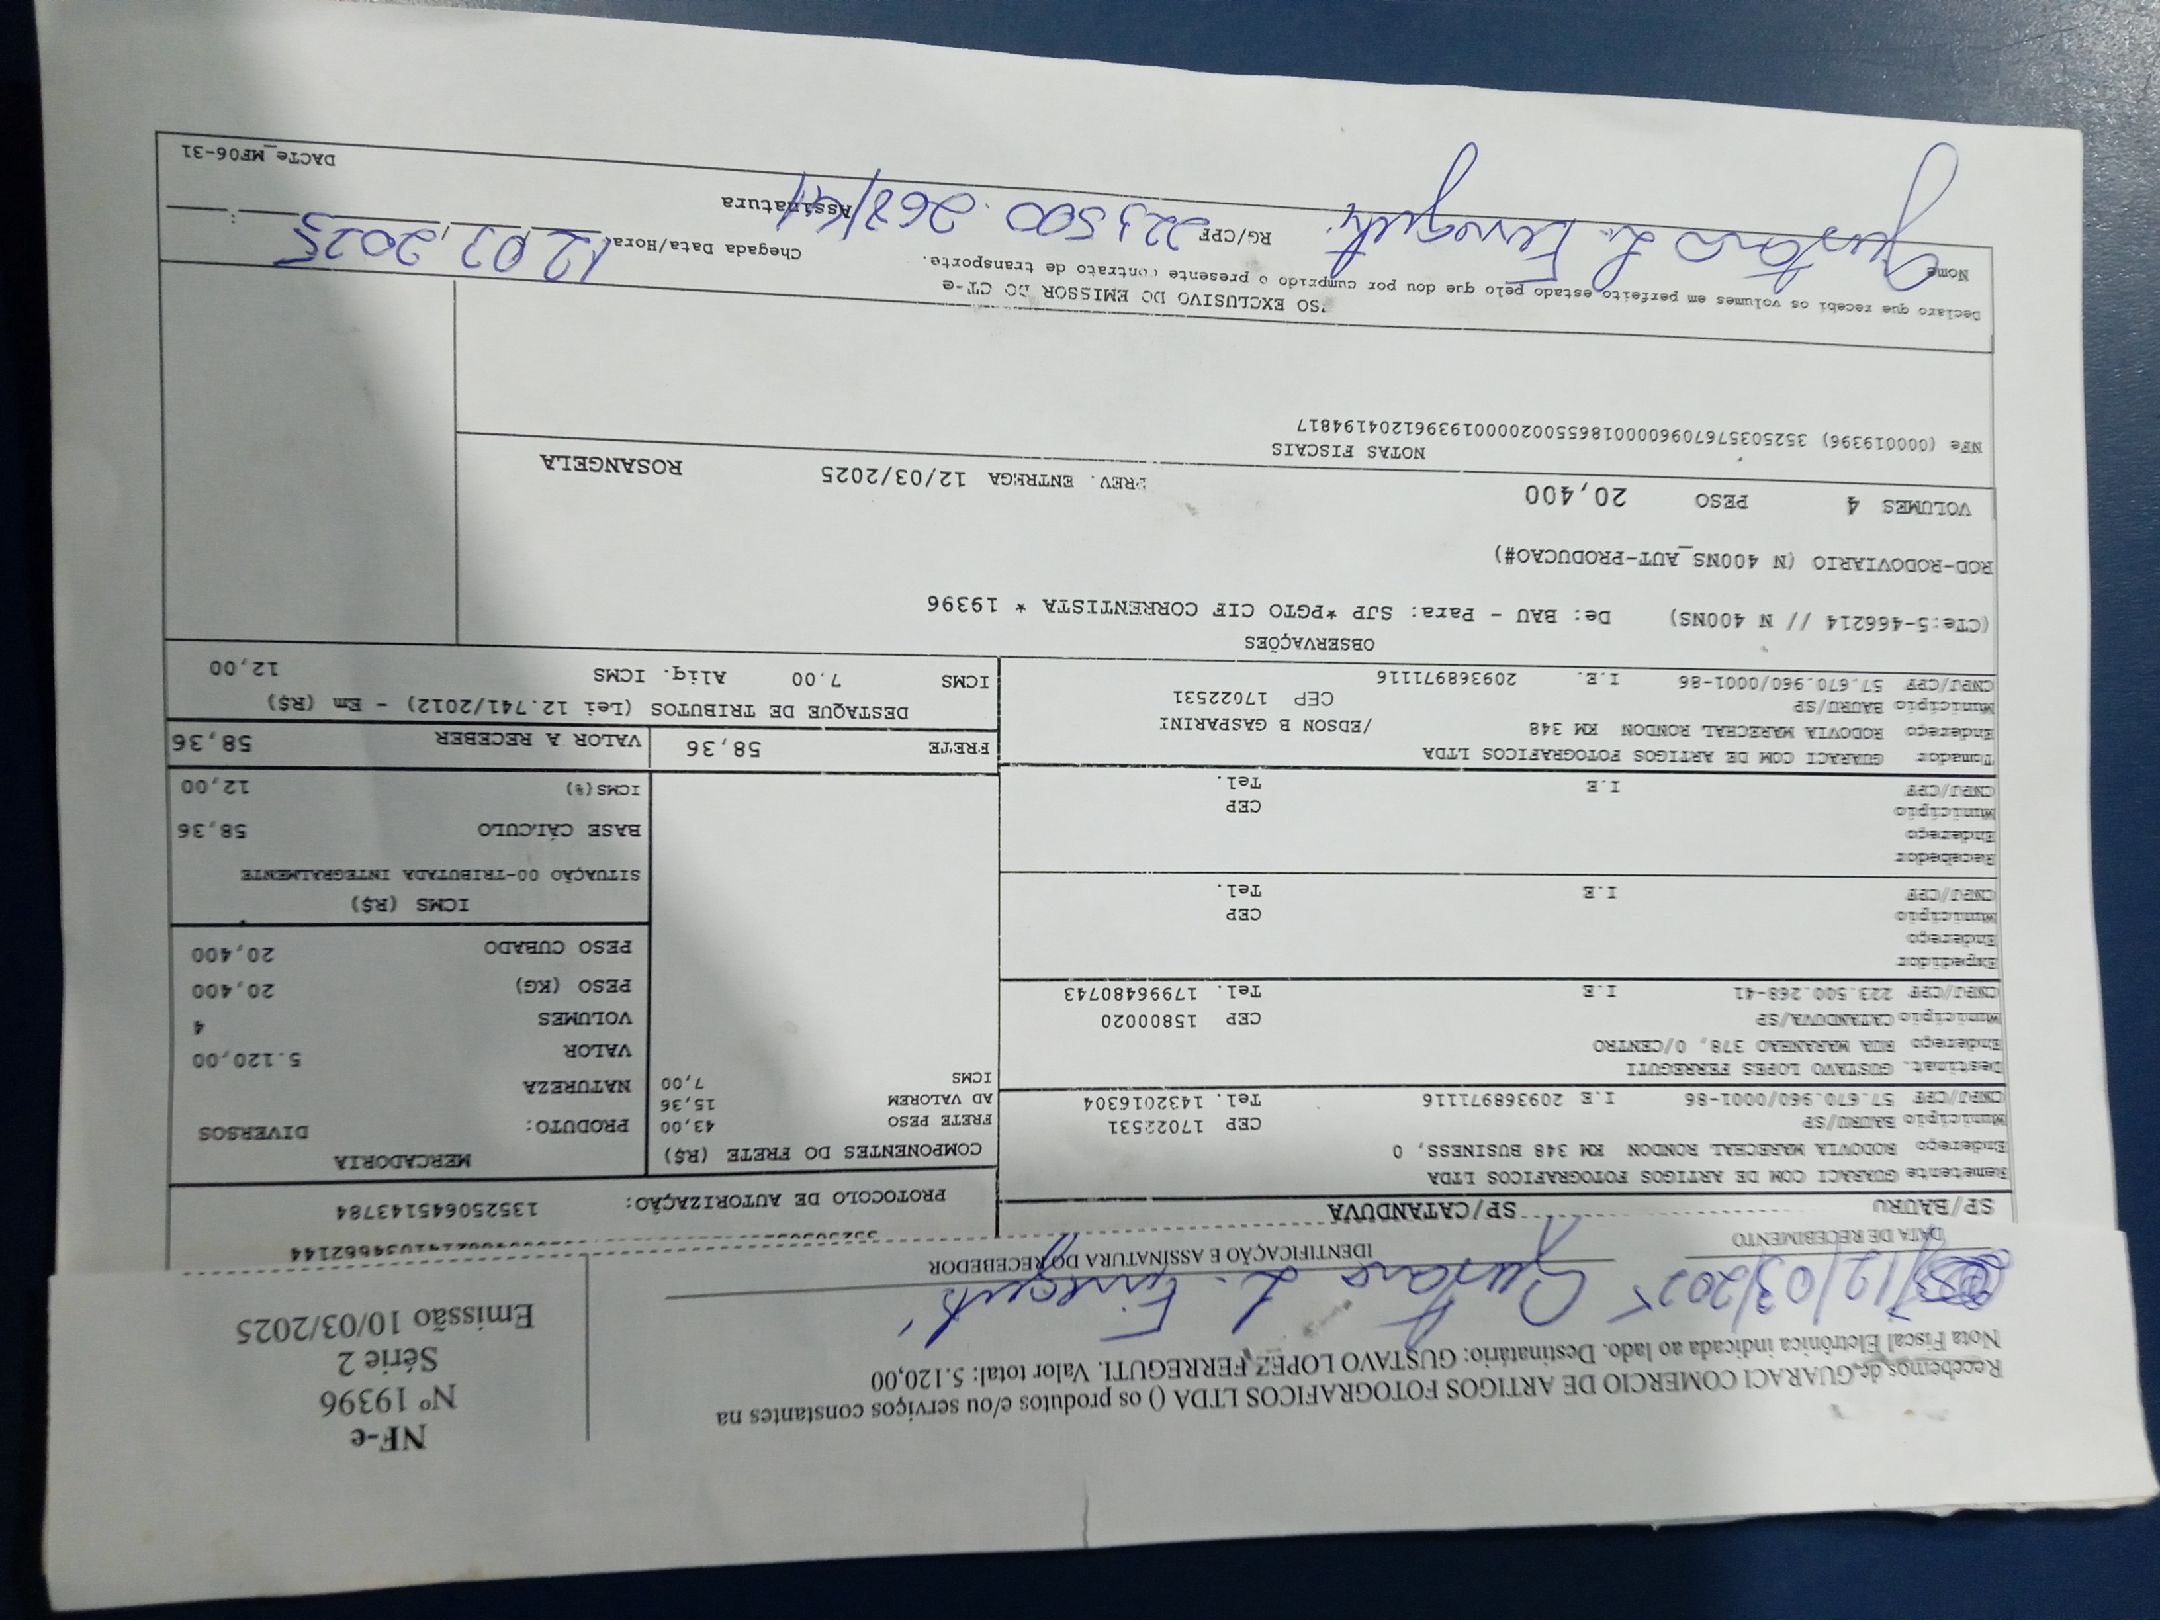 Recebemos de GUARACI COMERCIO DE ARTIGOS FOTOGRAFICOS LTDA () os produtos e/ou serviços constantes na
Nota Fiscal Eletrônica indicada ao lado. Destinatário: GUSTAVO LOPEZ FERREGUTI. Valor total: 5.120,00
12/03/2025 Gustavo L. Ferreguti
DATA DE RECEBIMENTO IDENTIFICAÇÃO E ASSINATURA DO RECEBEDOR
NF-e
Nº 19396
Série 2
Emissão 10/03/2025
SP/BAURU SP/CATANDUVA
PROTOCOLO DE AUTORIZAÇÃO: 135250645143784
Remetente GUARACI COM DE ARTIGOS FOTOGRAFICOS LTDA
Endereço RODOVIA MARECHAL RONDON KM 348 BUSINESS, 0
Município BAURU/SP CEP 17022531
CNPJ/CPF 57.670.960/0001-86 I.E 209368971116 Tel. 1432016304
Destinat. GUSTAVO LOPES FERREGUTI
Endereço RUA MARANHAO 378, 0/CENTRO
Município CATANDUVA/SP CEP 15800020
CNPJ/CPF 223.500.268-41 I.E Tel. 17996480743
Expedidor
Endereço
Município CEP
CNPJ/CPF I.E Tel.
Recebedor
Endereço
Município CEP
CNPJ/CPF I.E Tel.
Tomador GUARACI COM DE ARTIGOS FOTOGRAFICOS LTDA
Endereço RODOVIA MARECHAL RONDON KM 348 /EDSON B GASPARINI
Município BAURU/SP CEP 17022531
CNPJ/CPF 57.670.960/0001-86 I.E. 209368971116
COMPONENTES DO FRETE (R$)
FRETE PESO 43,00
AD VALOREM 15,36
ICMS 7,00
MERCADORIA
PRODUTO: DIVERSOS
NATUREZA
VALOR 5.120,00
VOLUMES 4
PESO (KG) 20,400
PESO CUBADO 20,400
ICMS (R$)
SITUAÇÃO 00-TRIBUTADA INTEGRALMENTE
BASE CÁLCULO 58,36
ICMS(%) 12,00
FRETE 58,36 VALOR A RECEBER 58,36
DESTAQUE DE TRIBUTOS (Lei 12.741/2012) - Em (R$)
ICMS 7.00 Aliq. ICMS 12,00
OBSERVAÇÕES
(CTe:5-466214 // N 400NS) De: BAU - Para: SJP *PGTO CIF CORRENTISTA * 19396
ROD-RODOVIARIO (N 400NS_AUT-PRODUCAO#)
VOLUMES 4 PESO 20,400 PREV. ENTREGA 12/03/2025 ROSANGELA
NOTAS FISCAIS
NFe (000019396) 35250357670960000186550020000193961204194817
USO EXCLUSIVO DO EMISSOR DO CT-e
Declaro que recebi os volumes em perfeito estado pelo que dou por cumprido o presente contrato de transporte.
Nome Gustavo L. Ferreguti RG/CPF 223500.268/41 Chegada Data/Hora 12,03,2025
Assinatura
DACTe_MF06-31